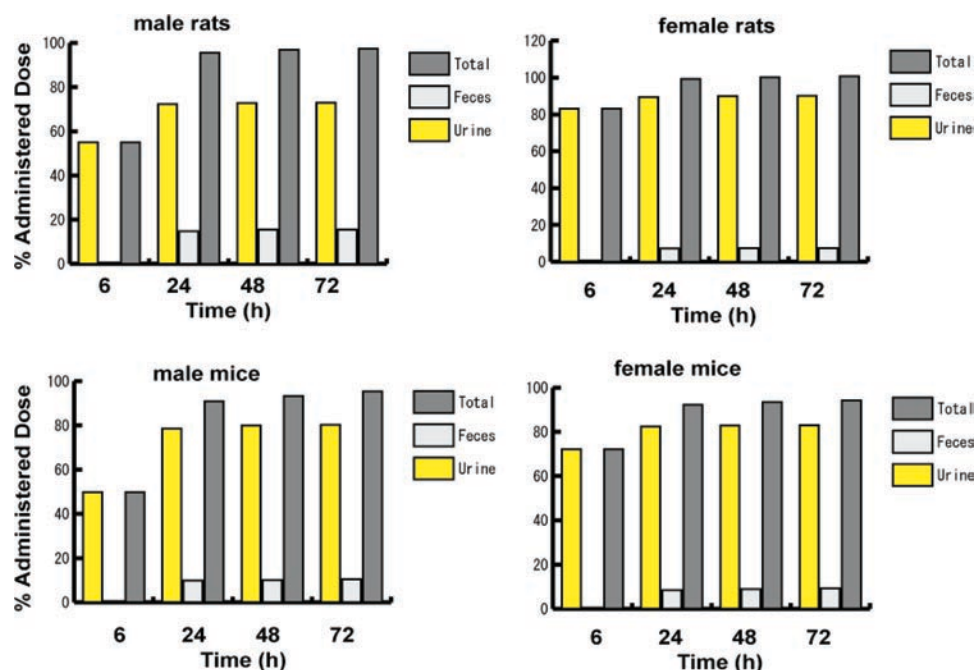 male rats
% Administered Dose
100
80
60
40
20
0
6 24 48 72
Time (h)
Total
Feces
Urine
female rats
120
100
80
60
40
20
0
6 24 48 72
Time (h)
Total
Feces
Urine
male mice
% Administered Dose
100
80
60
40
20
0
6 24 48 72
Time (h)
Total
Feces
Urine
female mice
100
80
60
40
20
0
6 24 48 72
Time (h)
Total
Feces
Urine